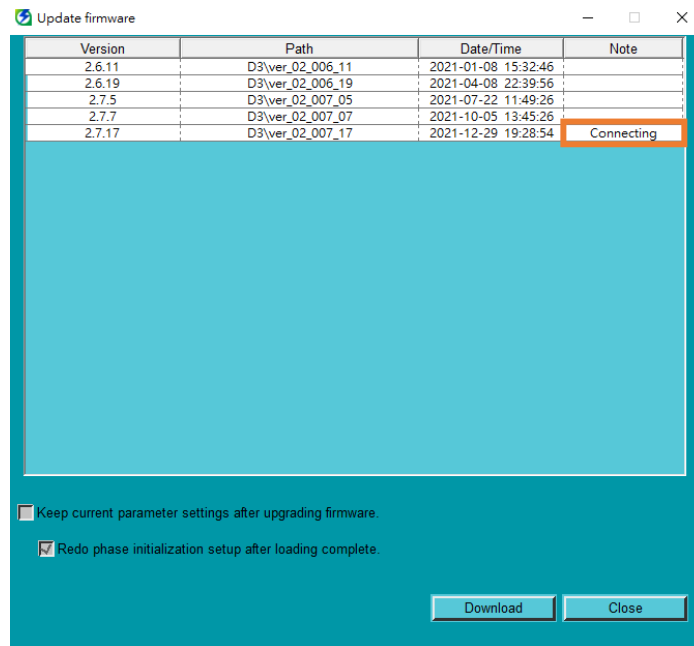 Update firmware
Version Path Date/Time Note
2.6.11 D3\ver_02_006_11 2021-01-08 15:32:46
2.6.19 D3\ver_02_006_19 2021-04-08 22:39:56
2.7.5 D3\ver_02_007_05 2021-07-22 11:49:26
2.7.7 D3\ver_02_007_07 2021-10-05 13:45:26
2.7.17 D3\ver_02_007_17 2021-12-29 19:28:54 Connecting
Keep current parameter settings after upgrading firmware.
Redo phase initialization setup after loading complete.
Download Close